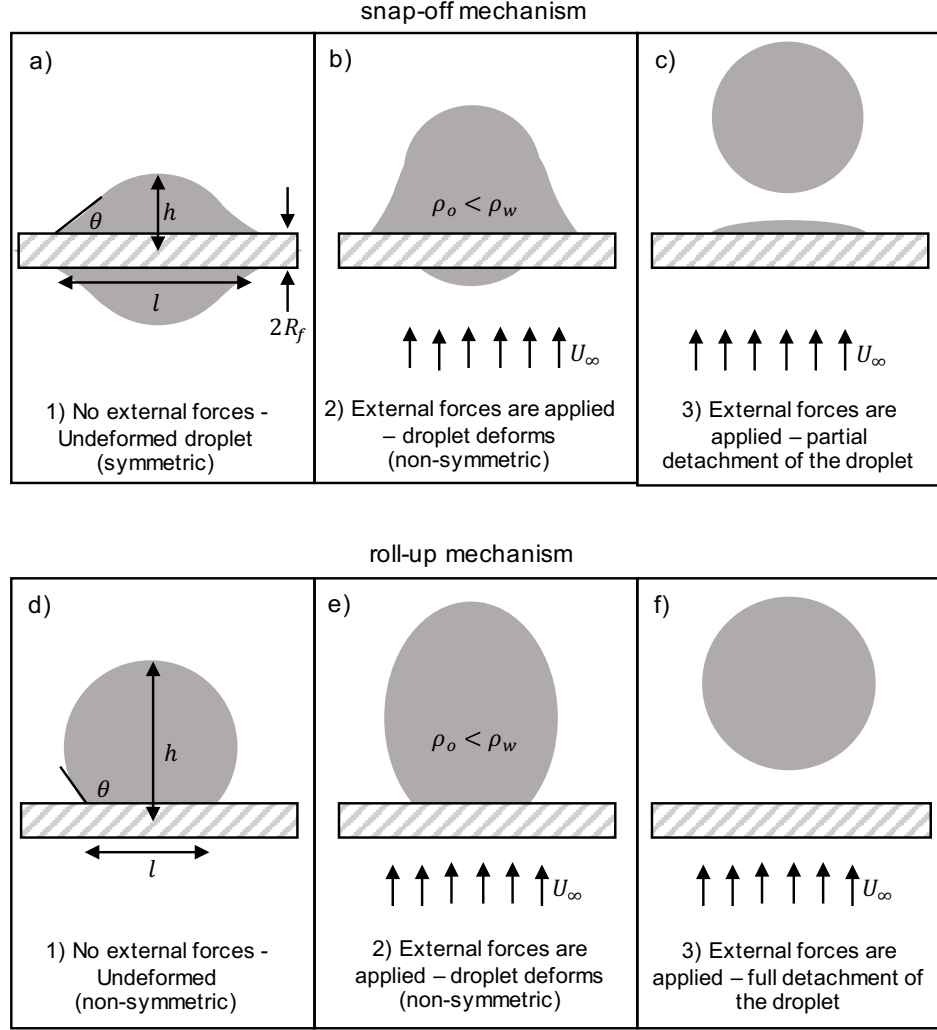 snap-off mechanism
a)
θ
h
l
2R_f
1) No external forces -
Undeformed droplet
(symmetric)
b)
ρ_o < ρ_w
U_∞
2) External forces are applied
– droplet deforms
(non-symmetric)
c)
U_∞
3) External forces are
applied – partial
detachment of the droplet
roll-up mechanism
d)
θ
h
l
1) No external forces -
Undeformed
(non-symmetric)
e)
ρ_o < ρ_w
U_∞
2) External forces are
applied – droplet deforms
(non-symmetric)
f)
U_∞
3) External forces are
applied – full detachment of
the droplet